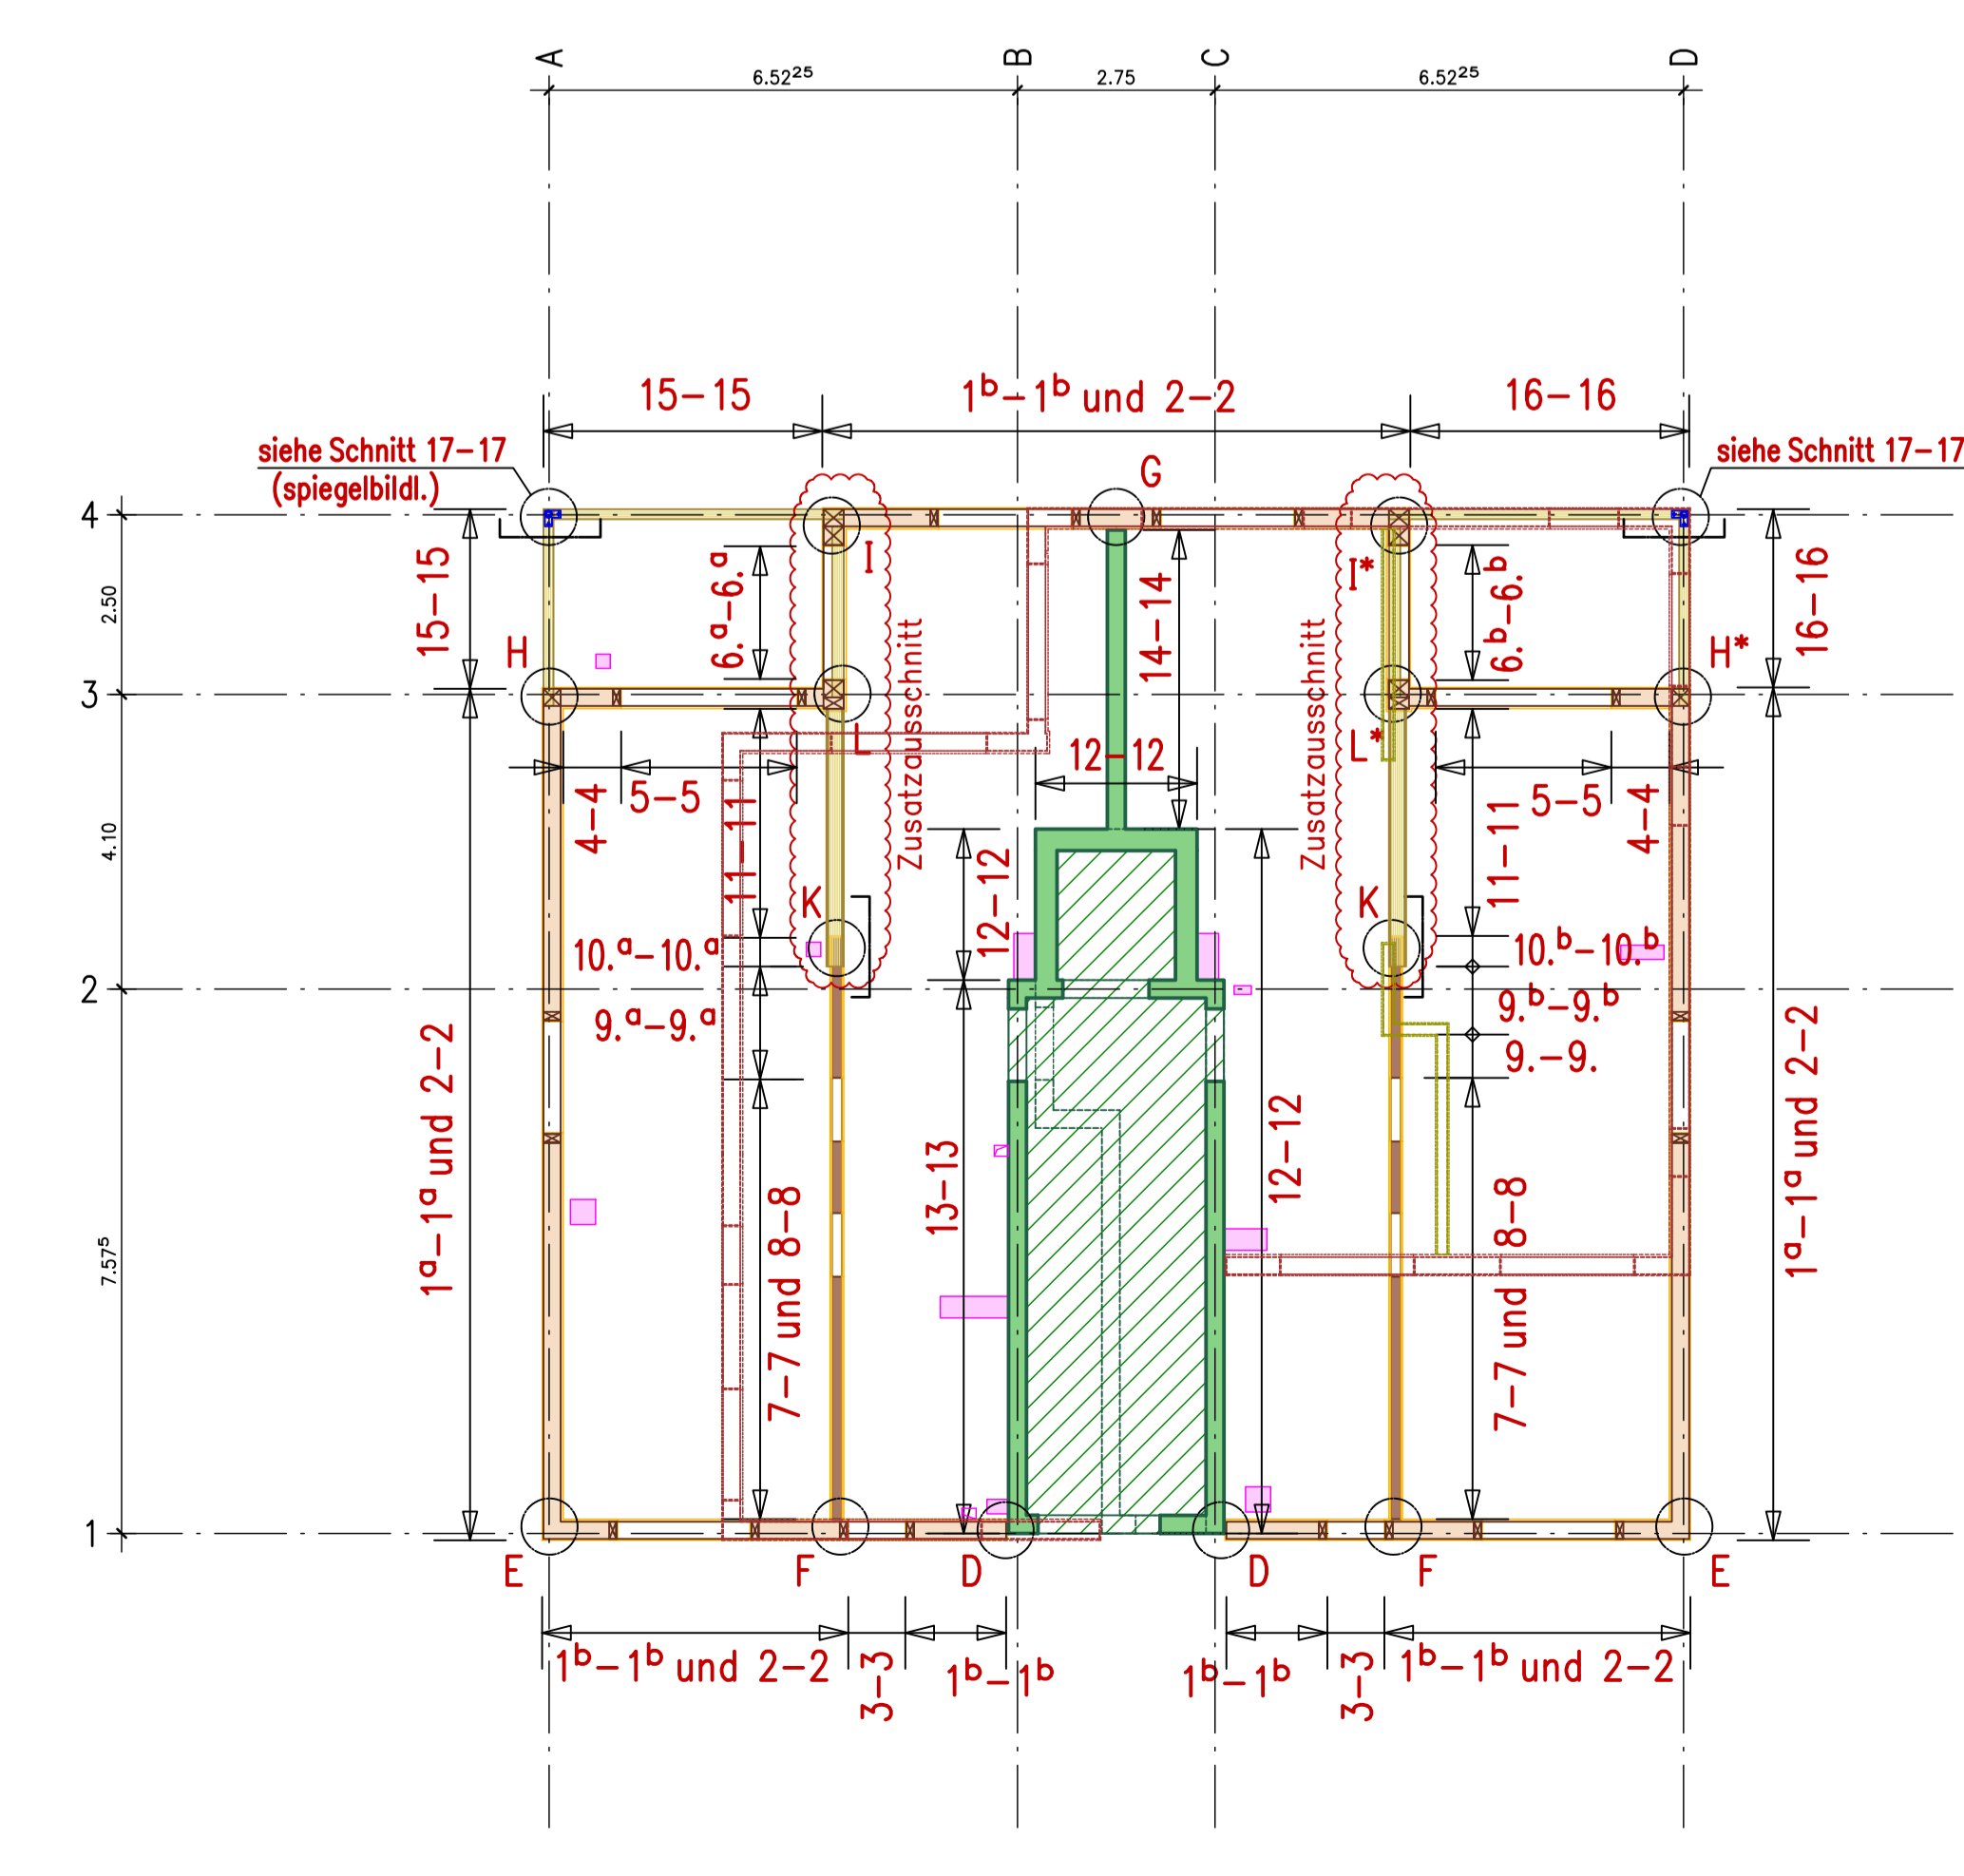 A B C D
6.52²⁵ 2.75 6.52²⁵
15-15 1ᵇ-1ᵇ und 2-2 16-16
siehe Schnitt 17-17
(spiegelbildl.)
siehe Schnitt 17-17
G
4
I
I*
2.50
15-15
6.ᵃ-6.ᵃ
14-14
6.ᵇ-6.ᵇ
16-16
H
H*
3
Zusatzausschnitt
Zusatzausschnitt
L
L*
12-12
4-4
5-5
5-5
4-4
4.10
11-11
11-11
12-12
K
K
10.ᵃ-10.ᵃ
10.ᵇ-10.ᵇ
2
9.ᵃ-9.ᵃ
9.ᵇ-9.ᵇ
9.-9.
1ᵃ-1ᵃ und 2-2
13-13
12-12
1ᵃ-1ᵃ und 2-2
7.57⁵
7-7 und 8-8
7-7 und 8-8
1
E F D D F E
1ᵇ-1ᵇ und 2-2
3-3
1ᵇ-1ᵇ
1ᵇ-1ᵇ
3-3
1ᵇ-1ᵇ und 2-2